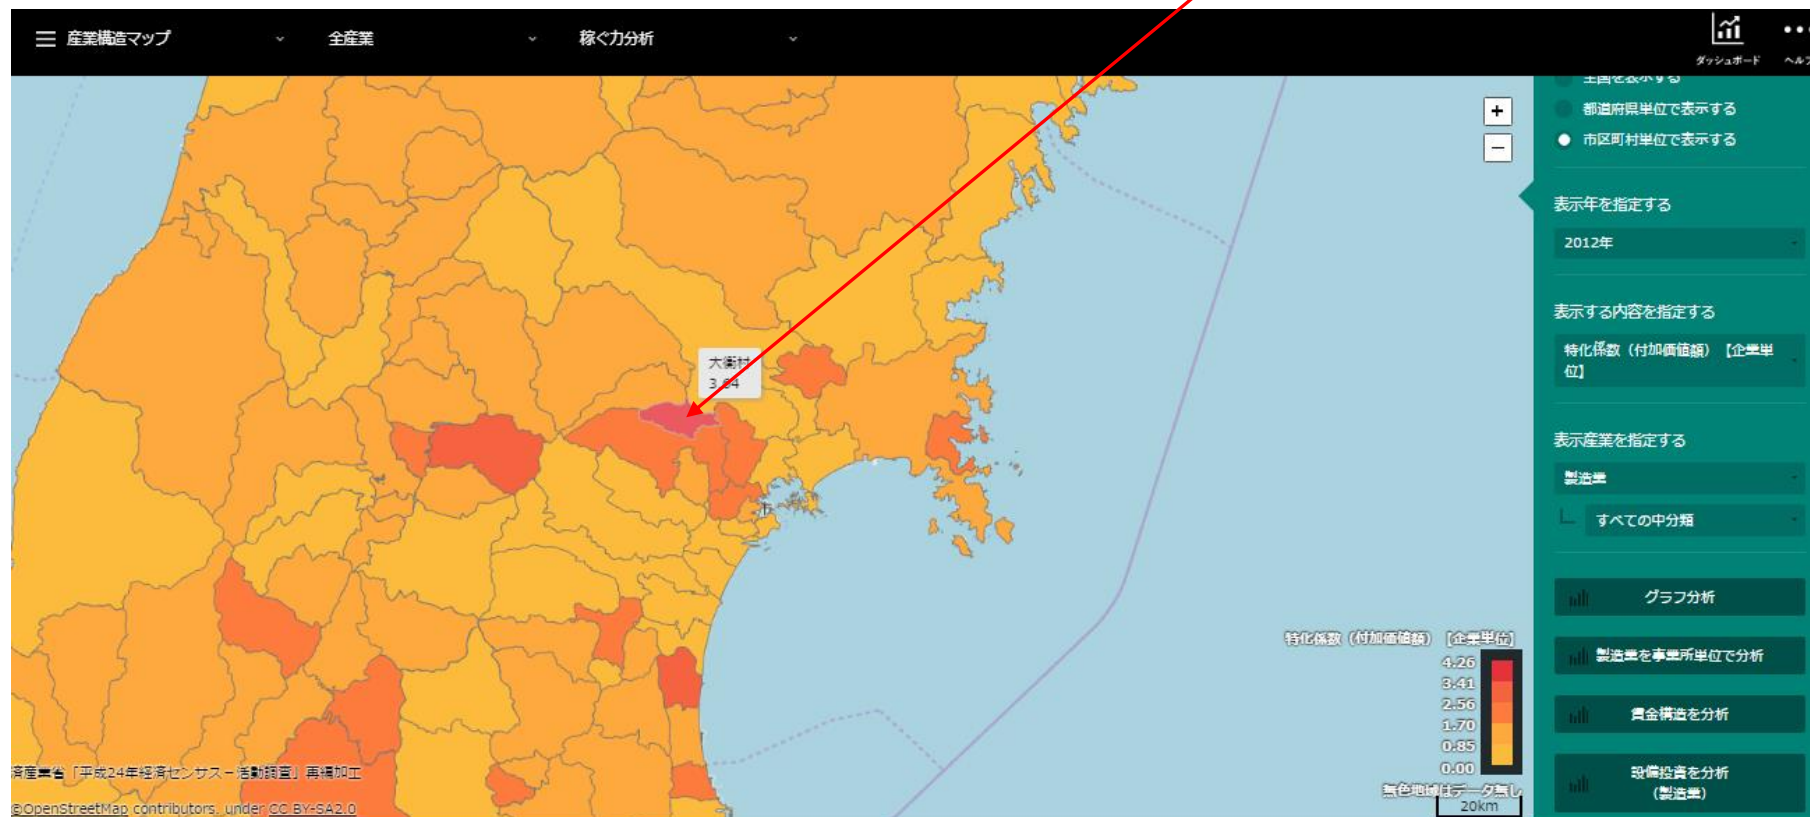 産業構造マップ
全産業
稼ぐ力分析
ダッシュボード
都道府県単位で表示する
市区町村単位で表示する
表示年を指定する
2012年
表示する内容を指定する
特化係数（付加価値額）【企業単
位】
表示産業を指定する
製造業
すべての中分類
グラフ分析
製造業を事業所単位で分析
賃金構造を分析
設備投資を分析
（製造業）
+
−
大衡村
特化係数（付加価値額）【企業単位】
4.26
3.41
2.56
1.70
0.85
0.00
無色地域はデータ無し
20km
済産業省「平成24年経済センサス－活動調査」再編加工
©OpenStreetMap contributors, under CC BY-SA2.0